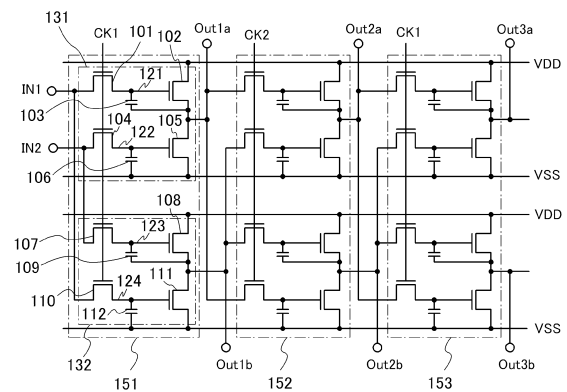 Out1a Out2a Out3a
131 CK1 101 102 CK2 CK1
VDD
IN1 121
103
104 105
IN2 122
106
VSS
VDD
108
107 123
109
110 124 111
112
VSS
132 151 Out1b 152 Out2b 153 Out3b